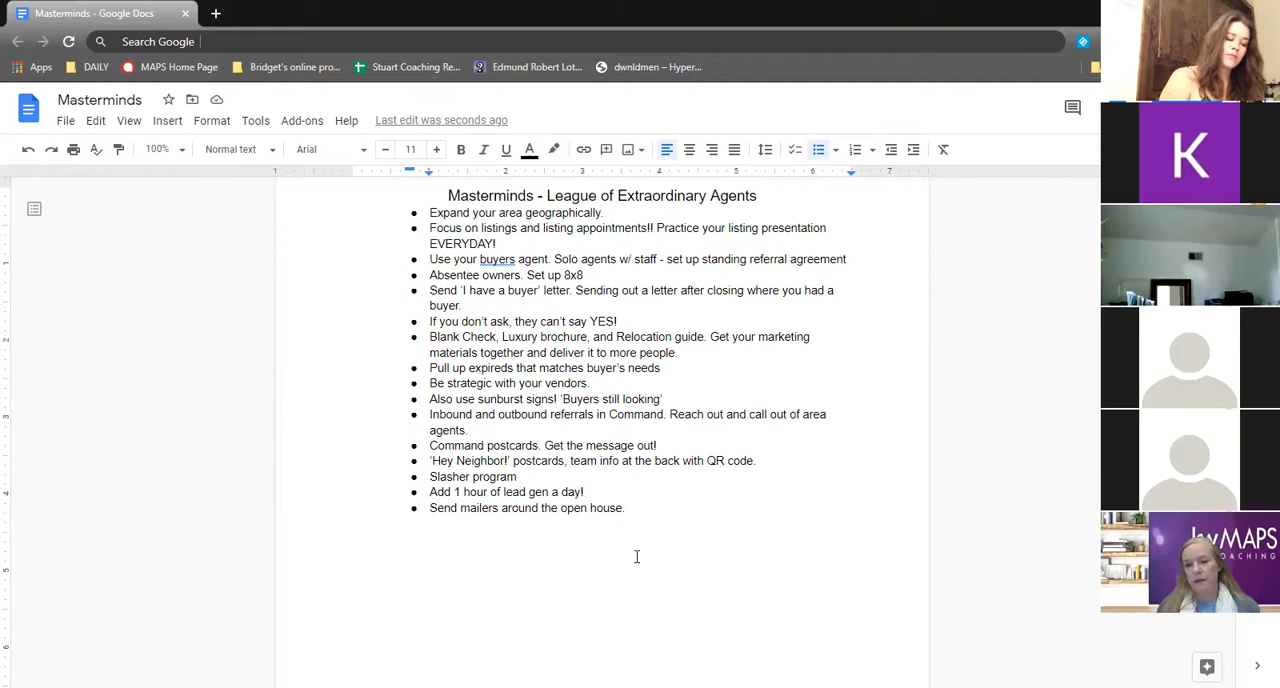 Masterminds - Google Docs
Search Google
Apps DAILY MAPS Home Page Bridget's online pro... Stuart Coaching Re... Edmund Robert Lot... dwnldmen – Hyper...
Masterminds
File Edit View Insert Format Tools Add-ons Help Last edit was seconds ago
100% Normal text Arial 11
1 1 2 3 4 5 6 7
Masterminds - League of Extraordinary Agents
● Expand your area geographically.
● Focus on listings and listing appointments!! Practice your listing presentation
EVERYDAY!
● Use your buyers agent. Solo agents w/ staff - set up standing referral agreement
● Absentee owners. Set up 8x8
● Send ‘I have a buyer’ letter. Sending out a letter after closing where you had a
buyer.
● If you don’t ask, they can’t say YES!
● Blank Check, Luxury brochure, and Relocation guide. Get your marketing
materials together and deliver it to more people.
● Pull up expireds that matches buyer’s needs
● Be strategic with your vendors.
● Also use sunburst signs! ‘Buyers still looking’
● Inbound and outbound referrals in Command. Reach out and call out of area
agents.
● Command postcards. Get the message out!
● ‘Hey Neighbor!’ postcards, team info at the back with QR code.
● Slasher program
● Add 1 hour of lead gen a day!
● Send mailers around the open house.
K
kwMAPS
COACHING